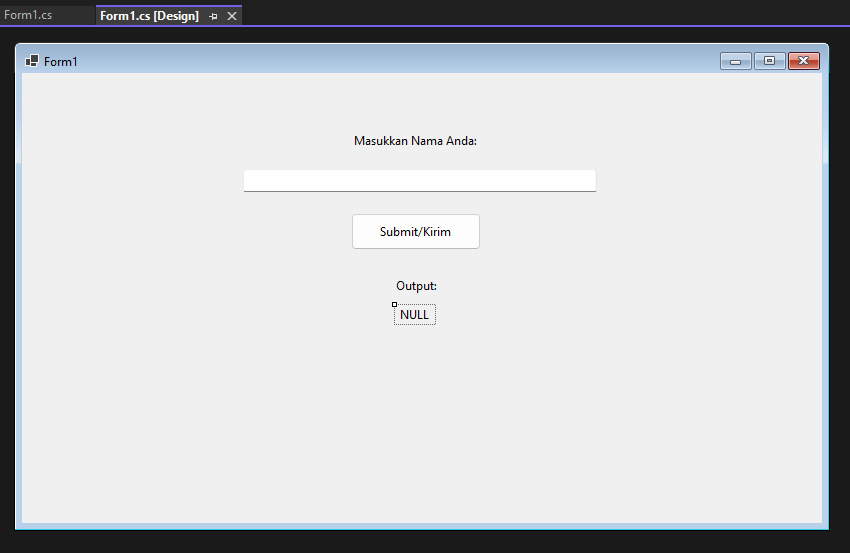 Form1.cs
Form1.cs [Design]
Form1
Masukkan Nama Anda:
Submit/Kirim
Output:
NULL